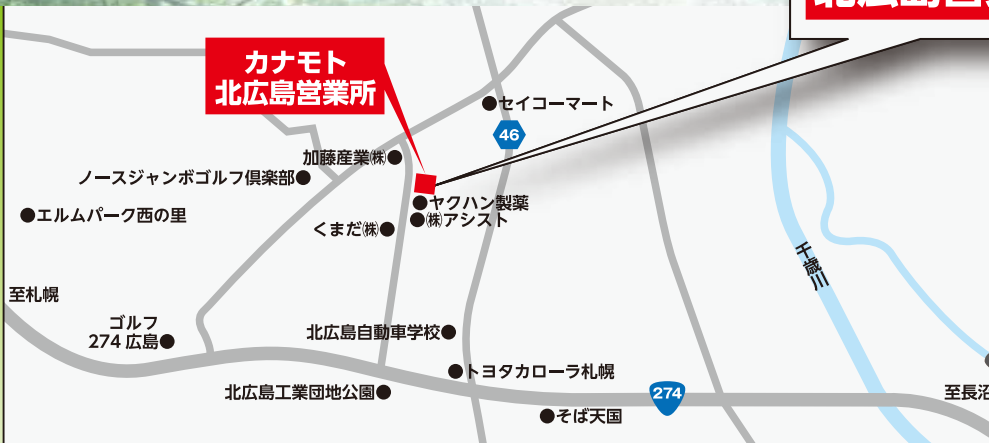 カナモト
北広島営業所
セイコーマート
46
加藤産業㈱
ノースジャンボゴルフ倶楽部
ヤクハン製薬
㈱アシスト
エルムパーク西の里
くまだ㈱
千歳川
至札幌
ゴルフ
274 広島
北広島自動車学校
トヨタカローラ札幌
北広島工業団地公園
274
至長沼
そば天国